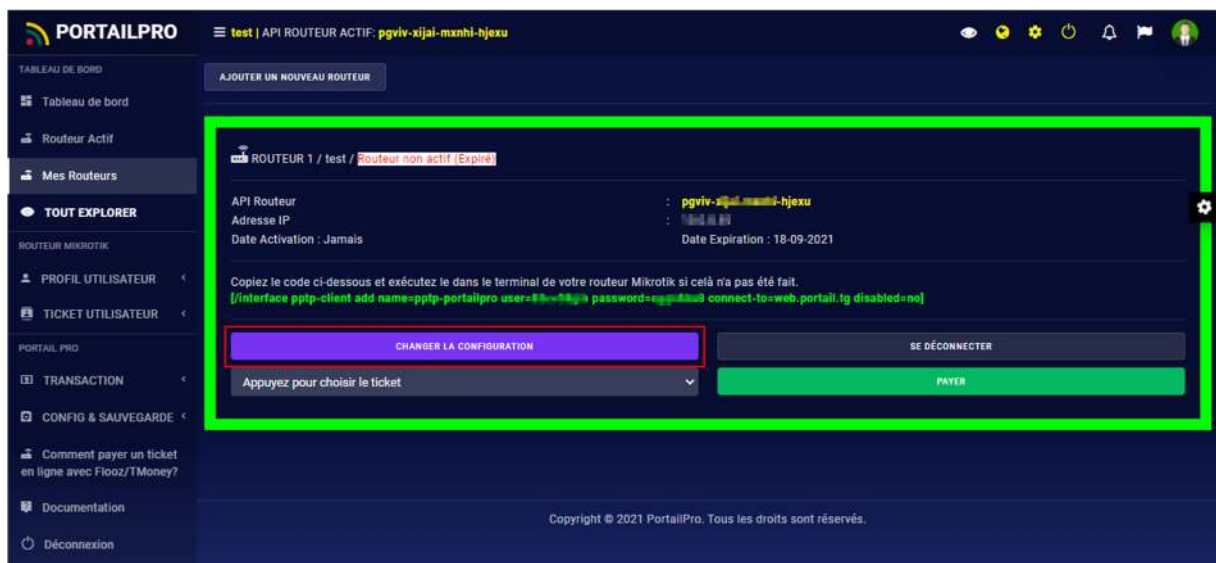 PORTAILPRO
test | API ROUTEUR ACTIF: pgviv-xijai-mxnhi-hjexu
TABLEAU DE BORD
Tableau de bord
Routeur Actif
Mes Routeurs
TOUT EXPLORER
ROUTEUR MIKROTIK
PROFIL UTILISATEUR
TICKET UTILISATEUR
PORTAIL PRO
TRANSACTION
CONFIG & SAUVEGARDE
Comment payer un ticket
en ligne avec Flooz/TMoney?
Documentation
Déconnexion
AJOUTER UN NOUVEAU ROUTEUR
ROUTEUR 1 / test / Routeur non actif (Expiré)
API Routeur : pgviv- -hjexu
Adresse IP :
Date Activation : Jamais Date Expiration : 18-09-2021
Copiez le code ci-dessous et exécutez le dans le terminal de votre routeur Mikrotik si celà n'a pas été fait.
[/interface pptp-client add name=pptp-portailpro user= password= connect-to=web.portail.tg disabled=no]
CHANGER LA CONFIGURATION SE DÉCONNECTER
Appuyez pour choisir le ticket PAYER
Copyright © 2021 PortailPro. Tous les droits sont réservés.